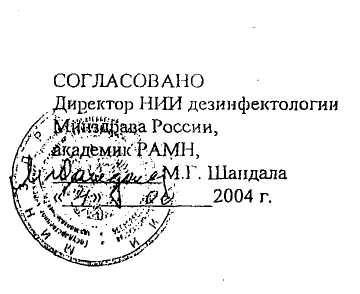 СОГЛАСОВАНО
Директор НИИ дезинфектологии
Минздрава России,
академик РАМН,
М.Г. Шандала
2004 г.